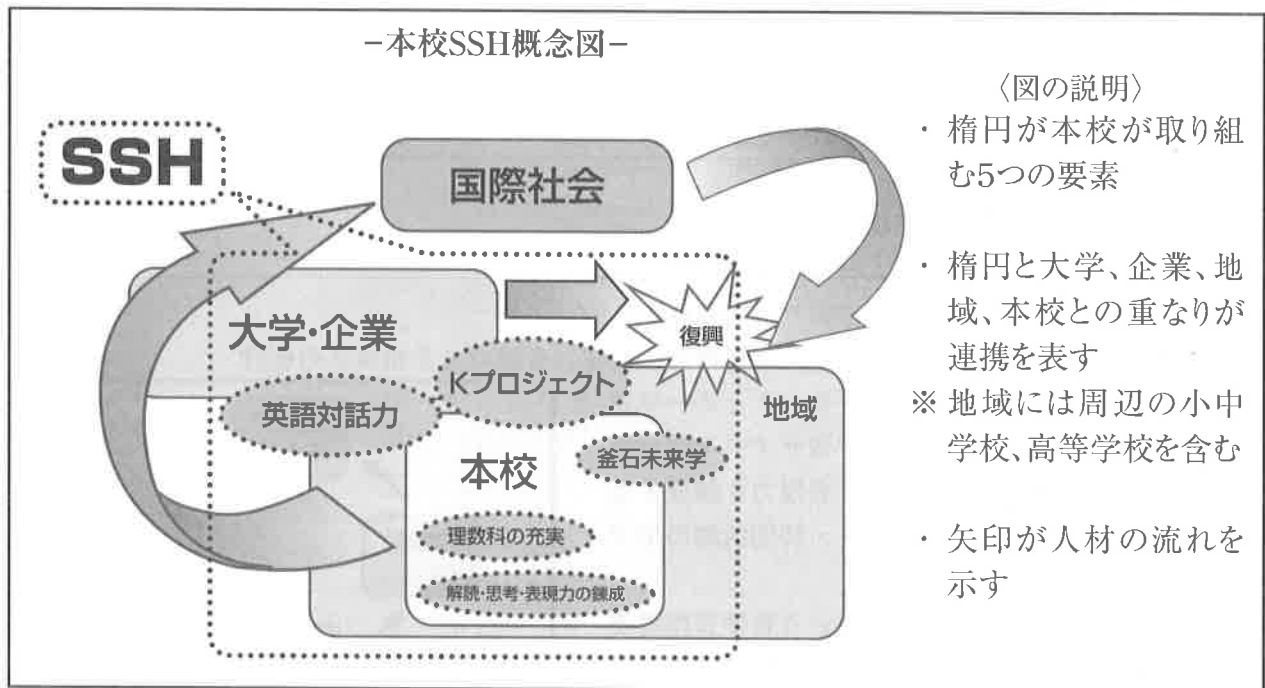 −本校SSH概念図−
SSH
国際社会
大学･企業
復興
Kプロジェクト
英語対話力
地域
本校
釜石未来学
理数科の充実
解読･思考･表現力の錬成
〈図の説明〉
・ 楕円が本校が取り組
む5つの要素
・ 楕円と大学、企業、地
域、本校との重なりが
連携を表す
※ 地域には周辺の小中
学校、高等学校を含む
・ 矢印が人材の流れを
示す